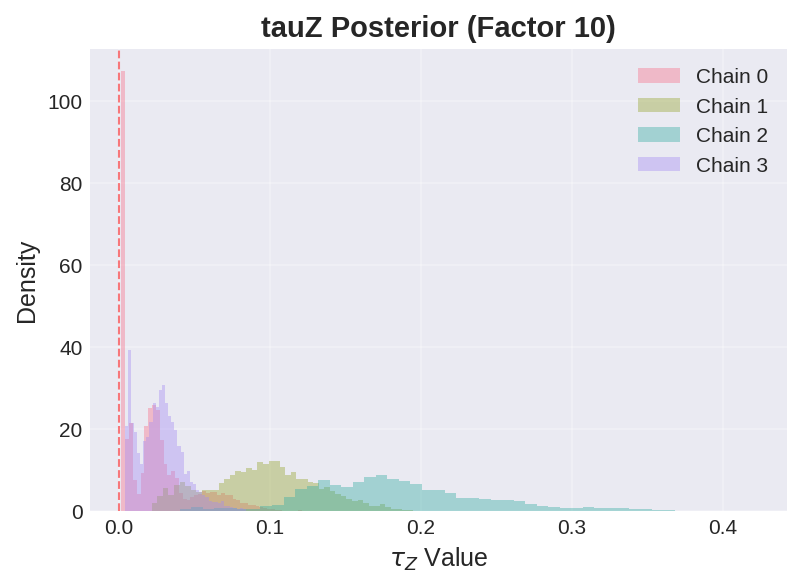 tauZ Posterior (Factor 10)
Chain 0
Chain 1
Chain 2
Chain 3
100
80
60
40
20
0
Density
0.0 0.1 0.2 0.3 0.4
τZ Value